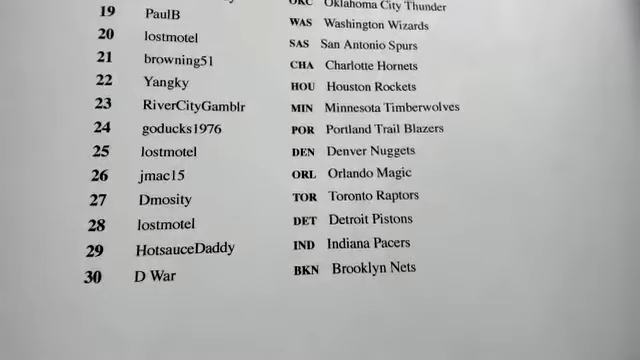 OKC Oklahoma City Thunder
19 PaulB WAS Washington Wizards
20 lostmotel SAS San Antonio Spurs
21 browning51 CHA Charlotte Hornets
22 Yangky HOU Houston Rockets
23 RiverCityGamblr MIN Minnesota Timberwolves
24 goducks1976 POR Portland Trail Blazers
25 lostmotel DEN Denver Nuggets
26 jmac15 ORL Orlando Magic
27 Dmosity TOR Toronto Raptors
28 lostmotel DET Detroit Pistons
29 HotsauceDaddy IND Indiana Pacers
30 D War BKN Brooklyn Nets